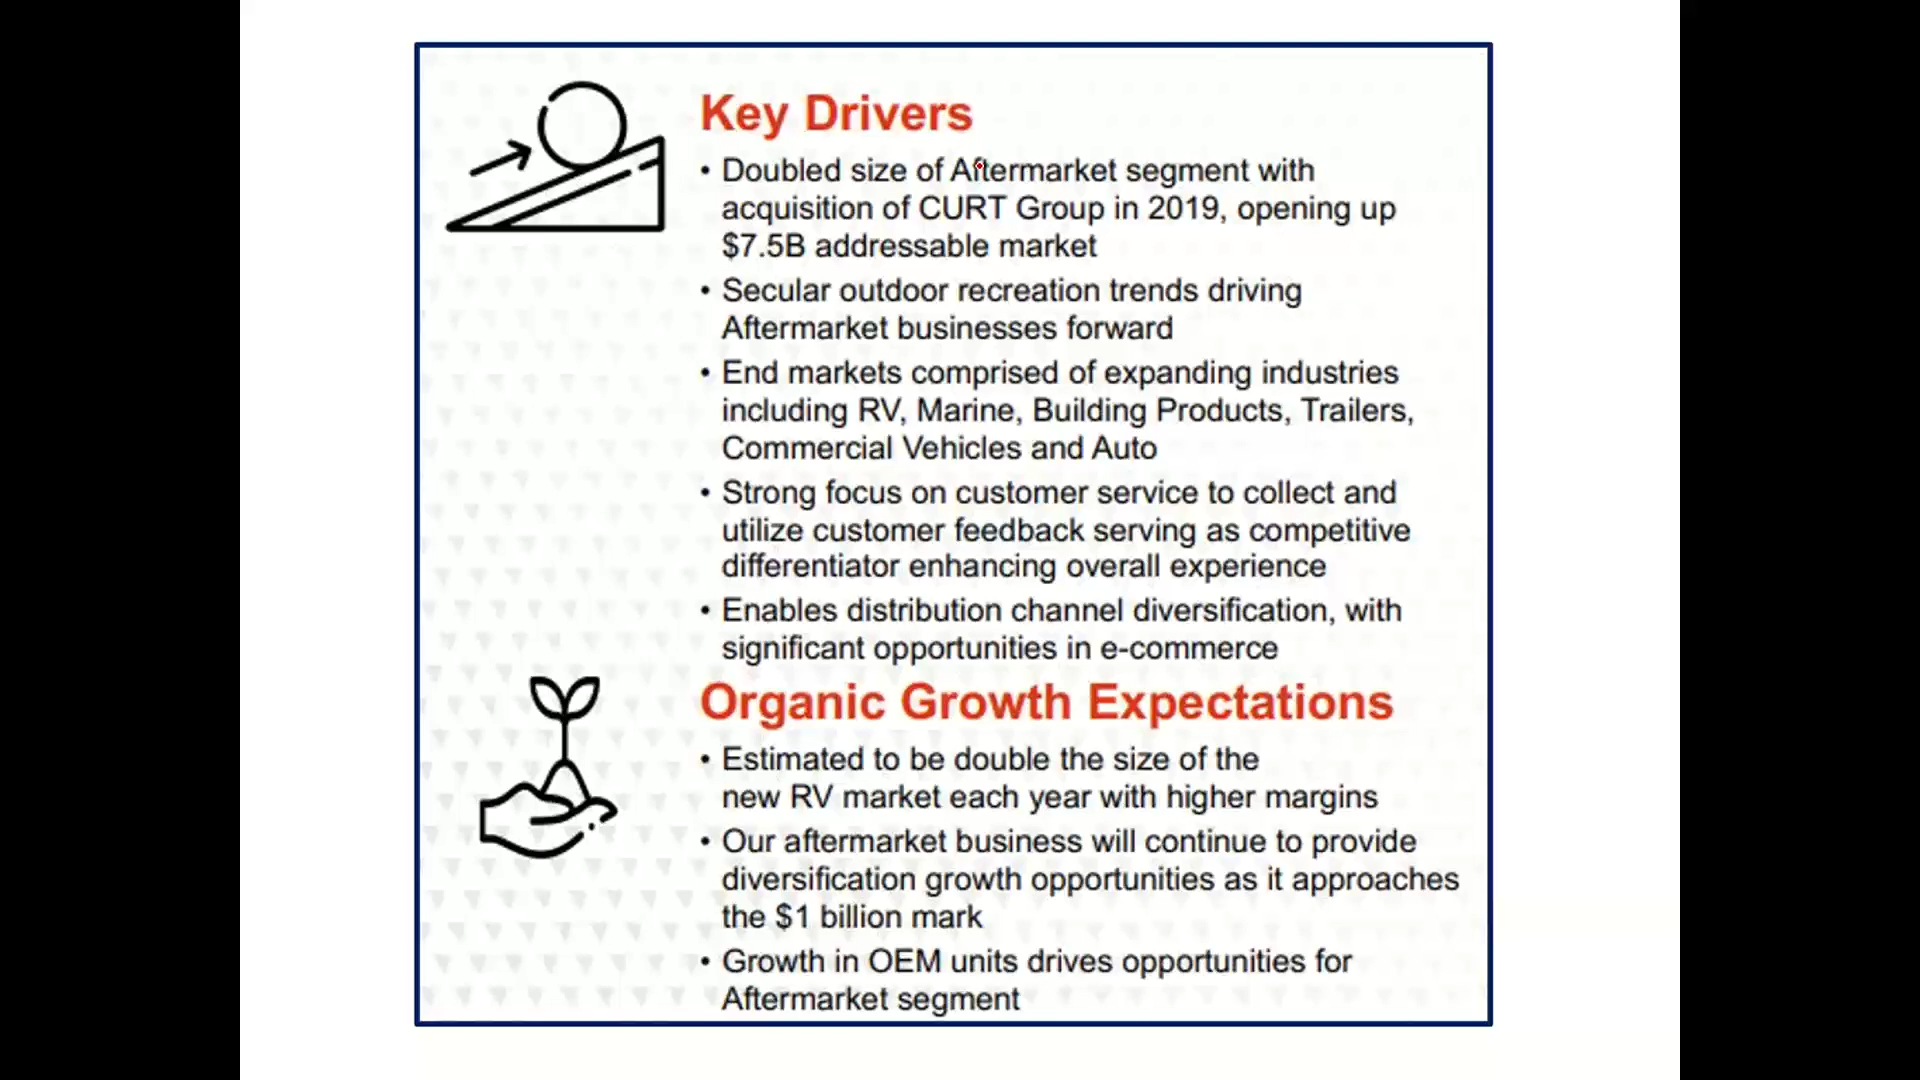 Key Drivers
• Doubled size of Aftermarket segment with
acquisition of CURT Group in 2019, opening up
$7.5B addressable market
• Secular outdoor recreation trends driving
Aftermarket businesses forward
• End markets comprised of expanding industries
including RV, Marine, Building Products, Trailers,
Commercial Vehicles and Auto
• Strong focus on customer service to collect and
utilize customer feedback serving as competitive
differentiator enhancing overall experience
• Enables distribution channel diversification, with
significant opportunities in e-commerce
Organic Growth Expectations
• Estimated to be double the size of the
new RV market each year with higher margins
• Our aftermarket business will continue to provide
diversification growth opportunities as it approaches
the $1 billion mark
• Growth in OEM units drives opportunities for
Aftermarket segment